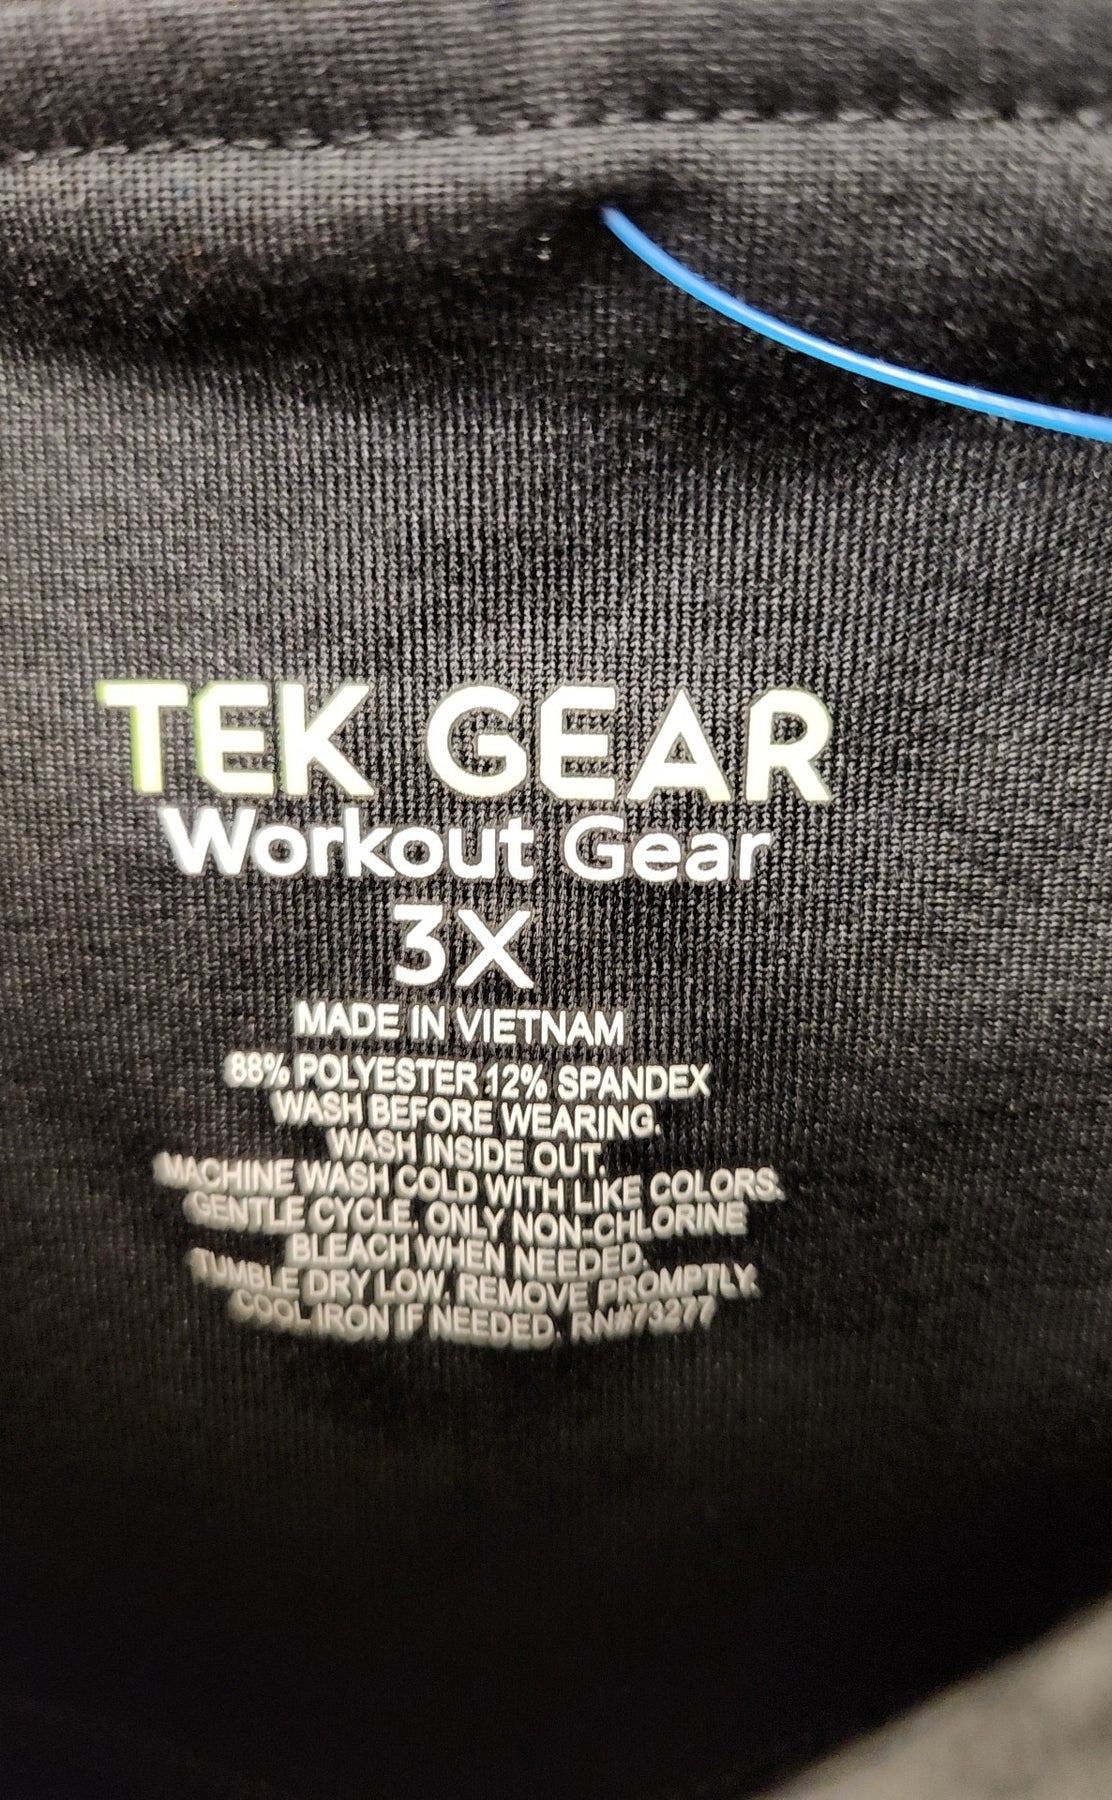 TEK GEAR
Workout Gear
3X
MADE IN VIETNAM
88% POLYESTER 12% SPANDEX
WASH BEFORE WEARING.
WASH INSIDE OUT.
MACHINE WASH COLD WITH LIKE COLORS.
GENTLE CYCLE. ONLY NON-CHLORINE
BLEACH WHEN NEEDED.
TUMBLE DRY LOW. REMOVE PROMPTLY.
COOL IRON IF NEEDED. RN#73277